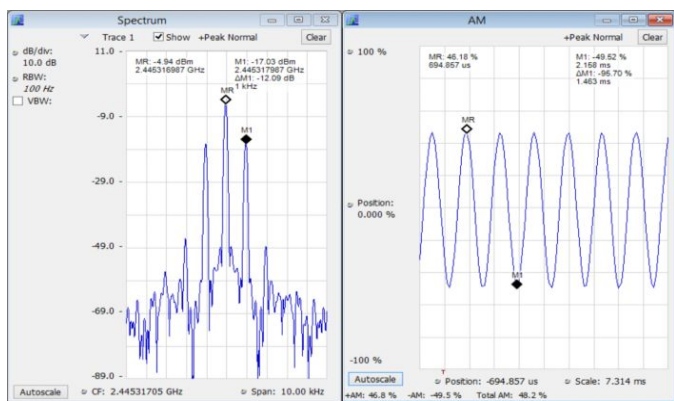 Spectrum
Trace 1 Show +Peak Normal Clear
dB/div:
10.0 dB
RBW:
100 Hz
VBW:
11.0
-9.0
-29.0
-49.0
-69.0
-89.0
MR: -4.94 dBm
2.445316987 GHz
M1: -17.03 dBm
2.445317987 GHz
ΔM1: -12.09 dB
1 kHz
MR
M1
Autoscale CF: 2.44531705 GHz Span: 10.00 kHz
AM
+Peak Normal Clear
100 %
MR: 46.18 %
694.857 us
M1: -49.52 %
2.158 ms
ΔM1: -95.70 %
1.463 ms
MR
Position:
0.000 %
M1
-100 %
Autoscale Position: -694.857 us Scale: 7.314 ms
+AM: 46.8 % -AM: -49.5 % Total AM: 48.2 %